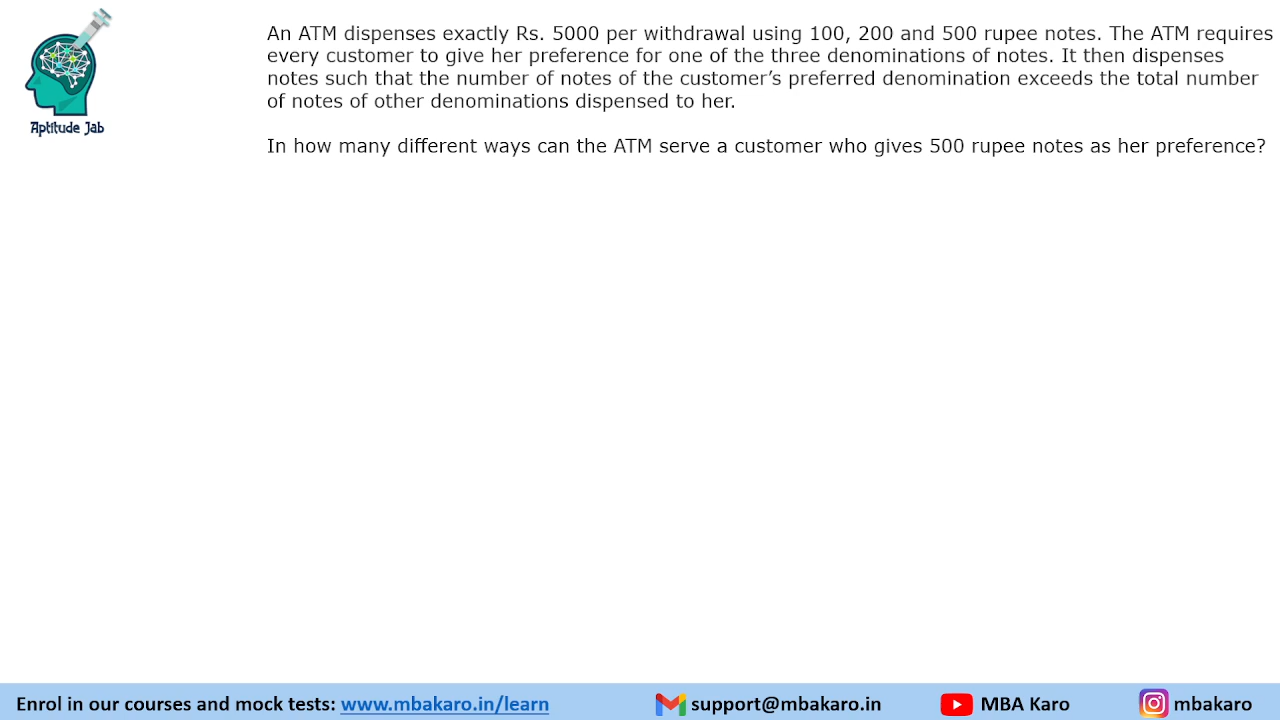 An ATM dispenses exactly Rs. 5000 per withdrawal using 100, 200 and 500 rupee notes. The ATM requires
every customer to give her preference for one of the three denominations of notes. It then dispenses
notes such that the number of notes of the customer’s preferred denomination exceeds the total number
of notes of other denominations dispensed to her.
In how many different ways can the ATM serve a customer who gives 500 rupee notes as her preference?
Aptitude Jab
Enrol in our courses and mock tests: www.mbakaro.in/learn
support@mbakaro.in
MBA Karo
mbakaro